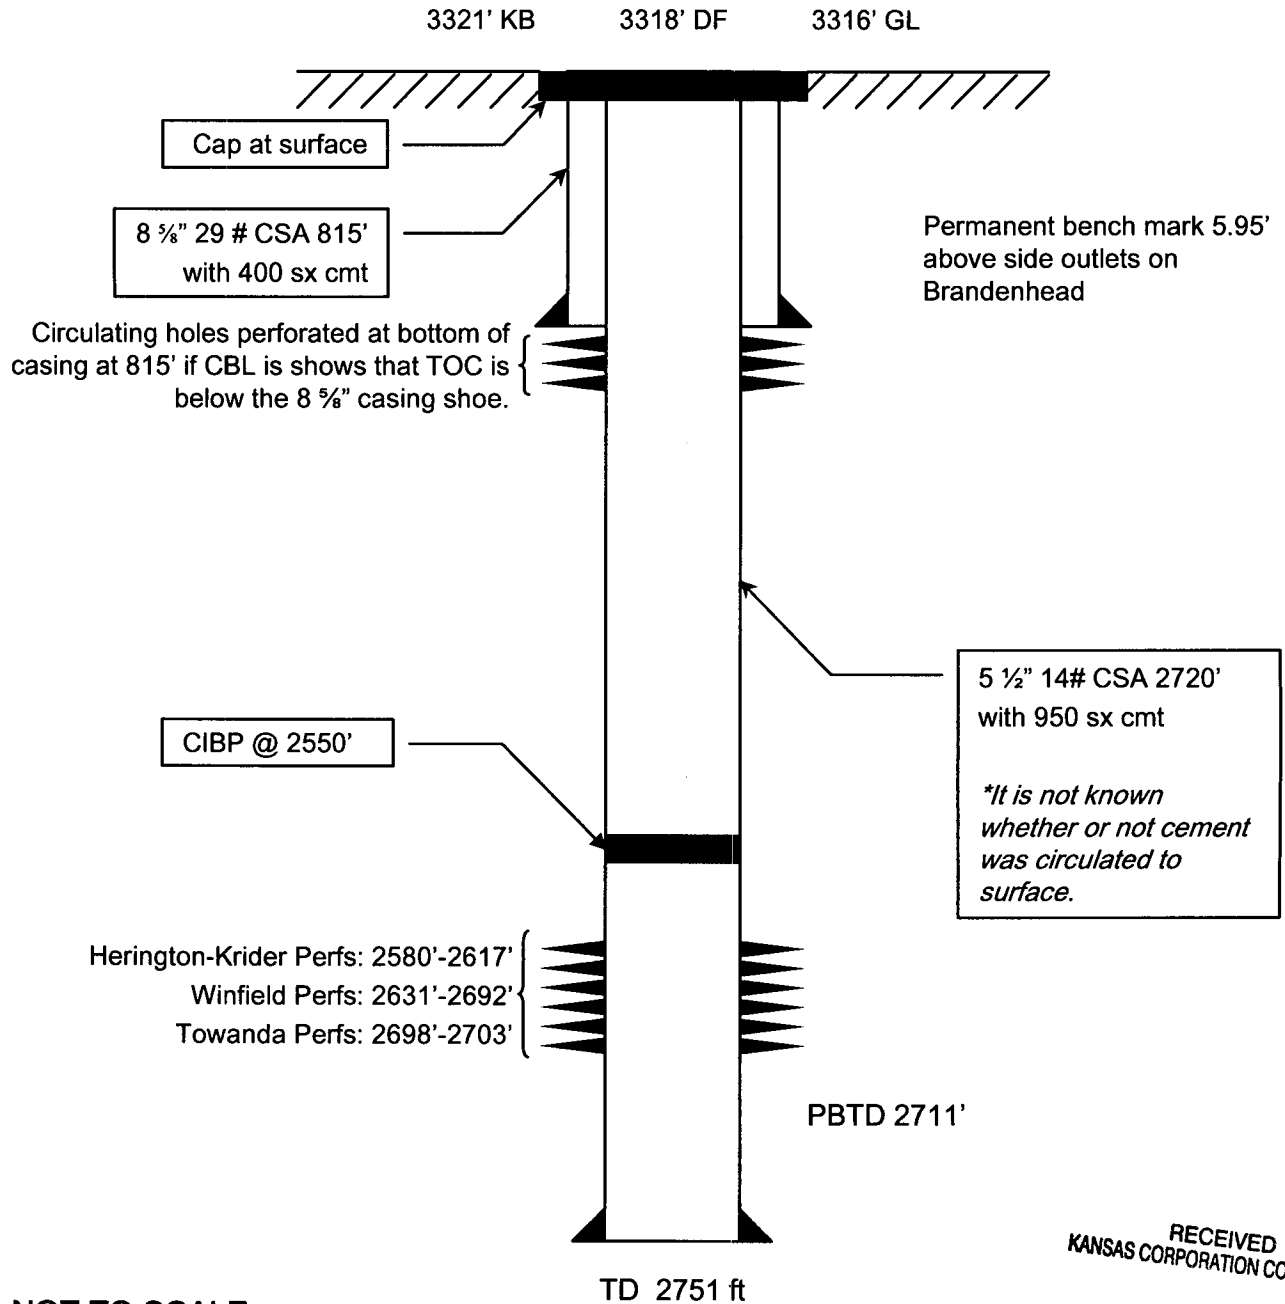 3321' KB 3318' DF 3316' GL
Cap at surface
8 ⅝" 29 # CSA 815'
with 400 sx cmt
Permanent bench mark 5.95'
above side outlets on
Brandenhead
Circulating holes perforated at bottom of
casing at 815' if CBL is shows that TOC is
below the 8 ⅝" casing shoe.
5 ½" 14# CSA 2720'
with 950 sx cmt
*It is not known
whether or not cement
was circulated to
surface.
CIBP @ 2550'
Herington-Krider Perfs: 2580'-2617'
Winfield Perfs: 2631'-2692'
Towanda Perfs: 2698'-2703'
PBTD 2711'
RECEIVED
KANSAS CORPORATION
TD 2751 ft
NOT TO SCALE